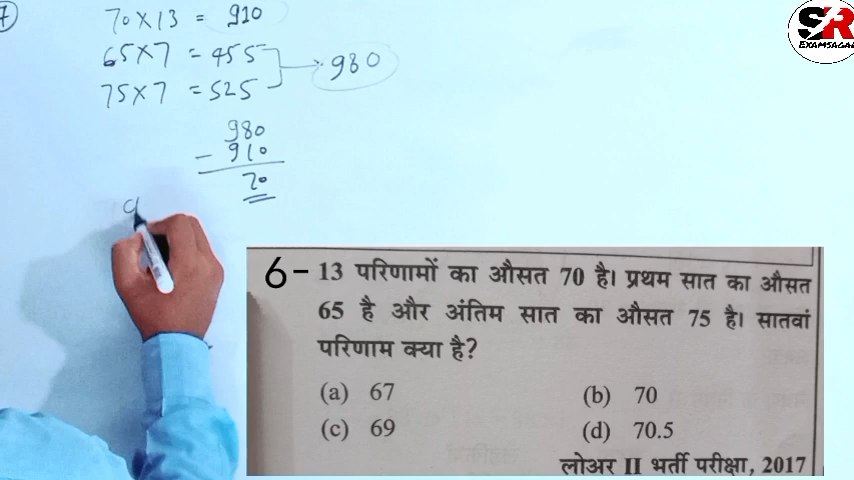 7
70 × 13 = 910
65 × 7 = 455
980
75 × 7 = 525
980
- 910
70
SR
EXAMSAGAR
6- 13 परिणामों का औसत 70 है। प्रथम सात का औसत
65 है और अंतिम सात का औसत 75 है। सातवां
परिणाम क्या है?
(a) 67 (b) 70
(c) 69 (d) 70.5
लोअर II भर्ती परीक्षा, 2017